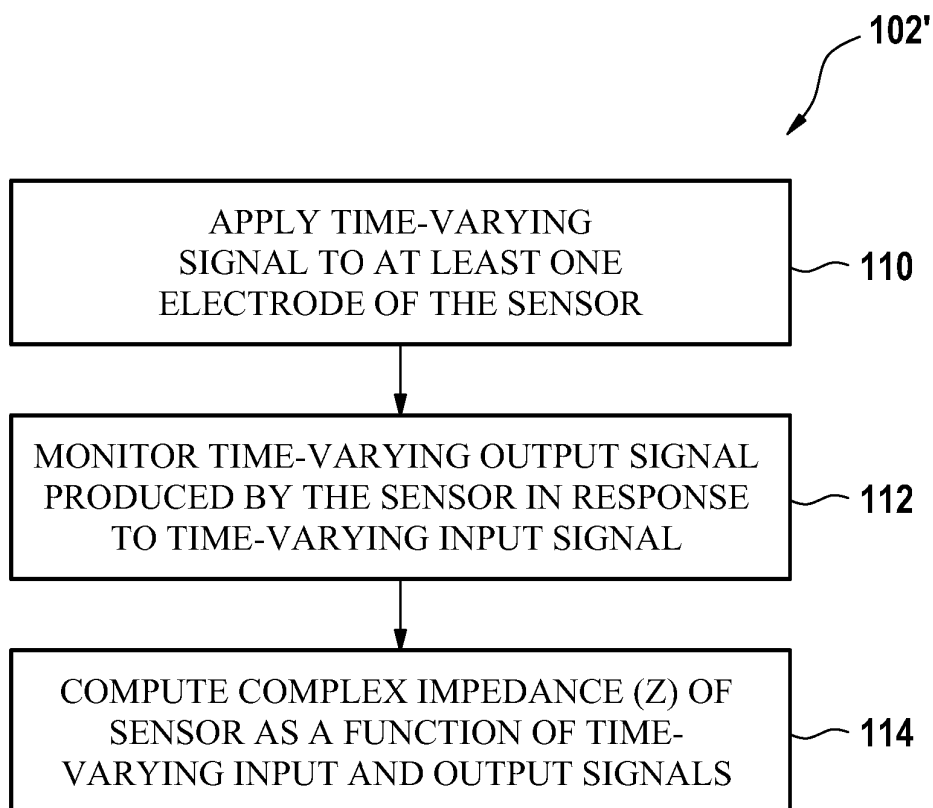 102'
APPLY TIME-VARYING
SIGNAL TO AT LEAST ONE
ELECTRODE OF THE SENSOR
110
MONITOR TIME-VARYING OUTPUT SIGNAL
PRODUCED BY THE SENSOR IN RESPONSE
TO TIME-VARYING INPUT SIGNAL
112
COMPUTE COMPLEX IMPEDANCE (Z) OF
SENSOR AS A FUNCTION OF TIME-
VARYING INPUT AND OUTPUT SIGNALS
114